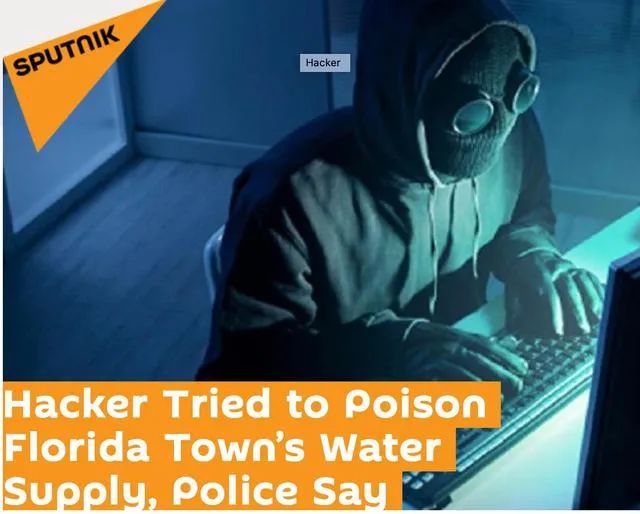 SPUTNIK
Hacker
Hacker Tried to Poison
Florida Town's Water
Supply, Police Say